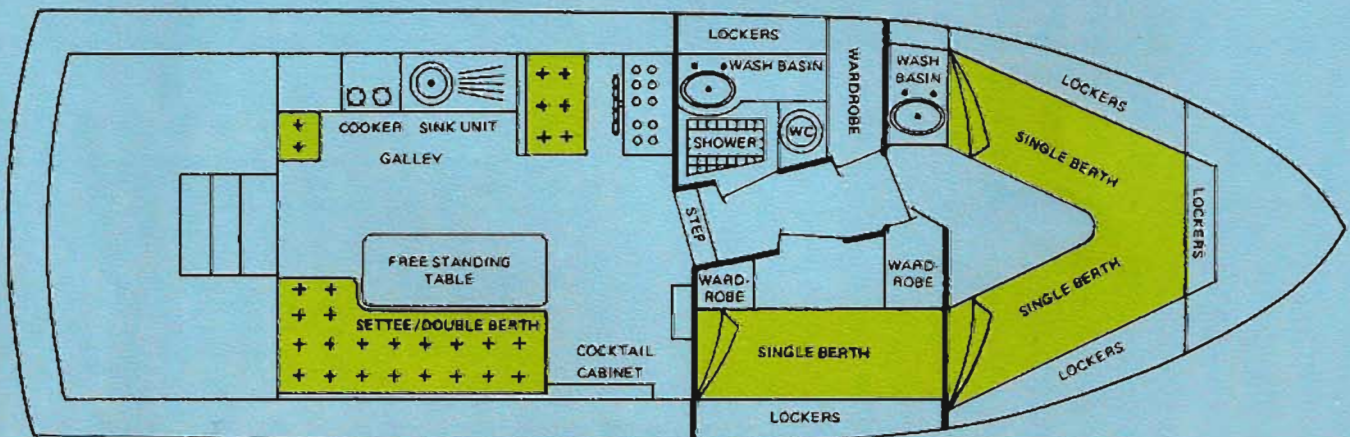 LOCKERS
WASH BASIN
WARDROBE
WASH
BASIN
LOCKERS
COOKER
SINK UNIT
GALLEY
SHOWER
WC
SINGLE BERTH
LOCKERS
STEP
FREE STANDING
TABLE
WARD-
ROBE
WARD-
ROBE
SINGLE BERTH
SETTEE/DOUBLE BERTH
COCKTAIL
CABINET
SINGLE BERTH
LOCKERS
LOCKERS